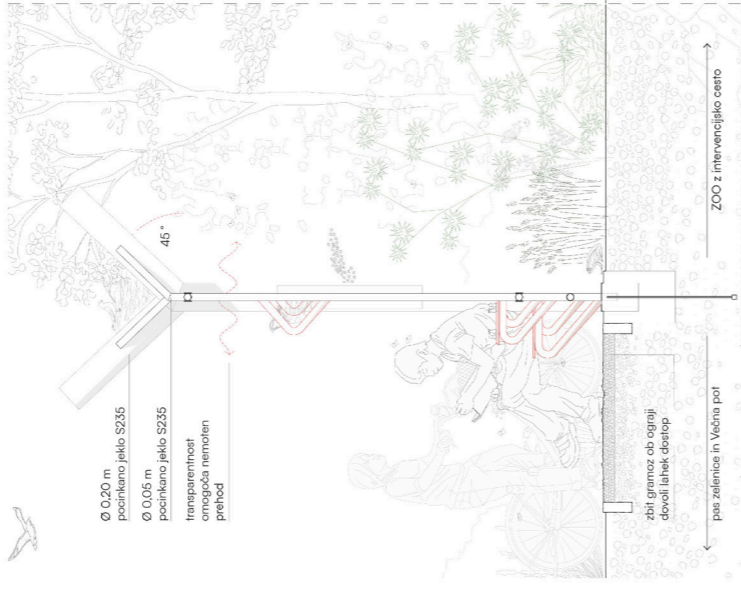 Ø 0,20 m
pocinkano jeklo S235
Ø 0,05 m
pocinkano jeklo S235
transparentnost
omogoča nemoten
prehod
45 °
zbit gramoz ob ograji
dovoli lahek dostop
pas zelenice in Večna pot
ZOO z intervencijsko cesto